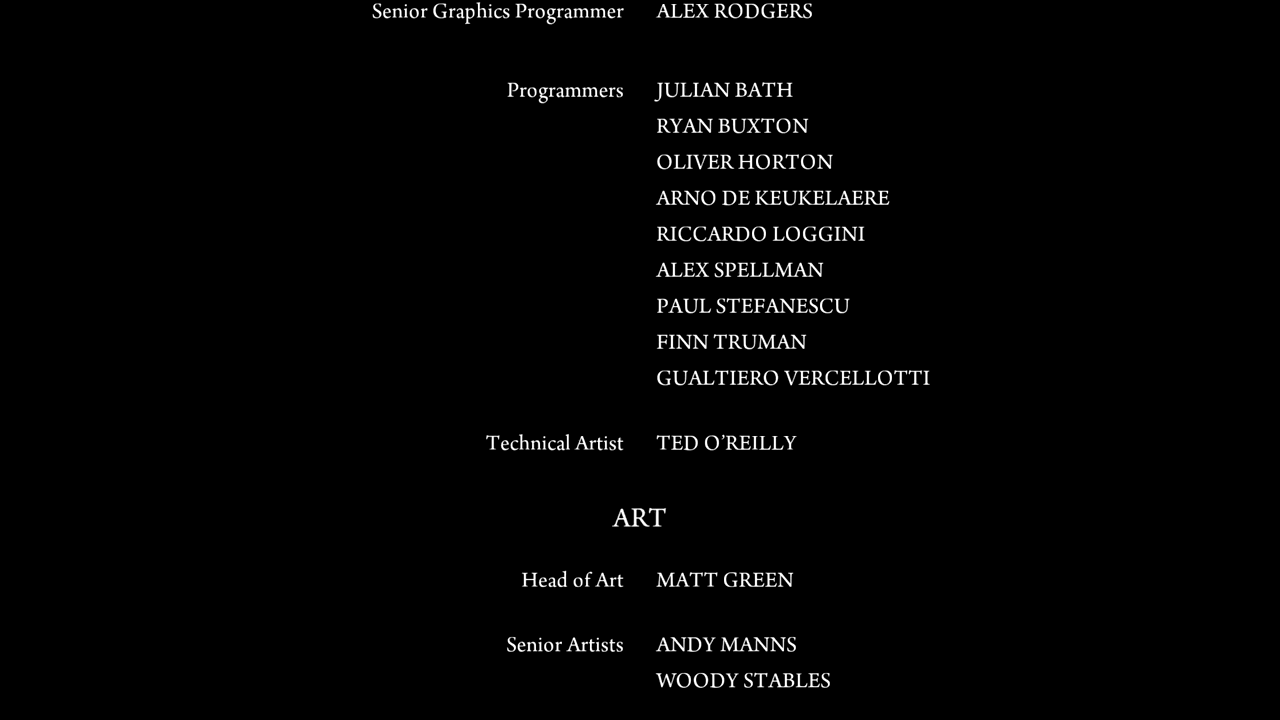 Senior Graphics Programmer ALEX RODGERS
Programmers JULIAN BATH
RYAN BUXTON
OLIVER HORTON
ARNO DE KEUKELAERE
RICCARDO LOGGINI
ALEX SPELLMAN
PAUL STEFANESCU
FINN TRUMAN
GUALTIERO VERCELLOTTI
Technical Artist TED O’REILLY
ART
Head of Art MATT GREEN
Senior Artists ANDY MANNS
WOODY STABLES